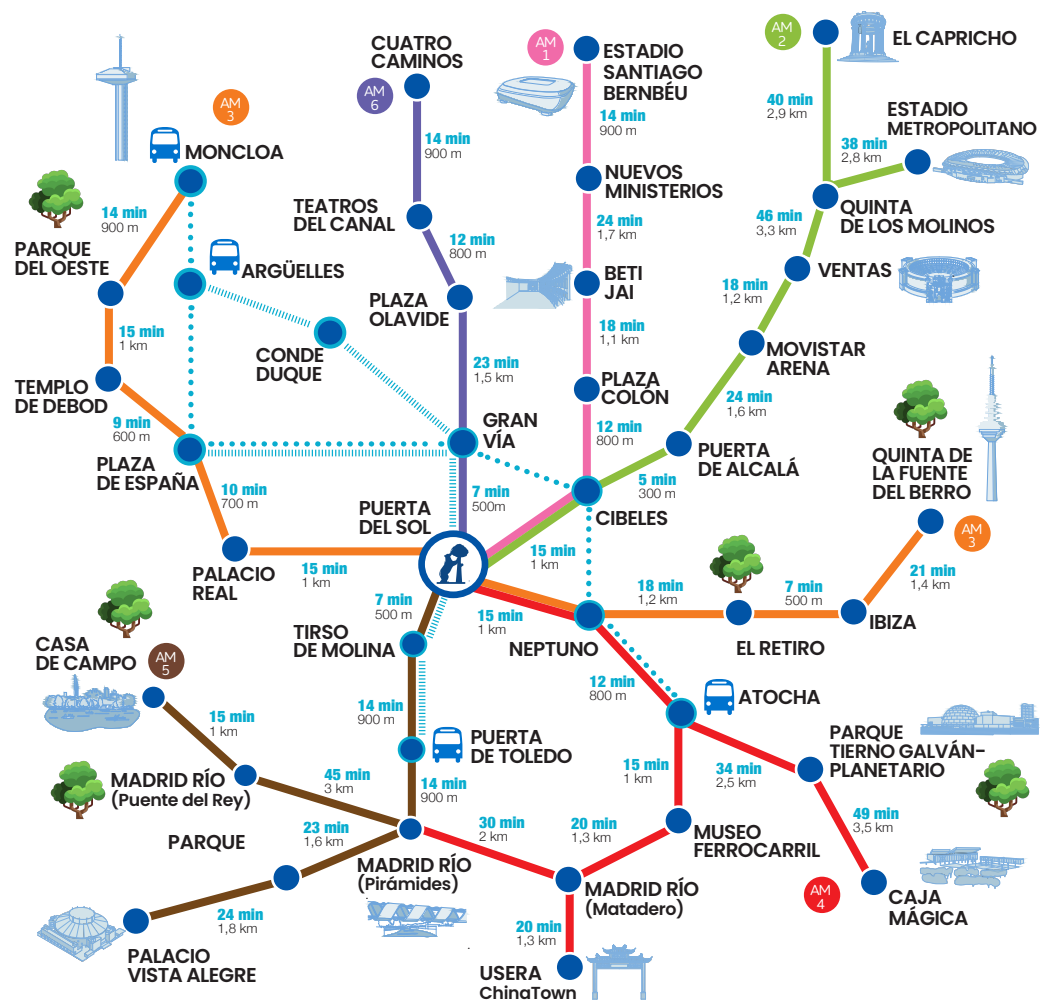 AM
1
ESTADIO
SANTIAGO
BERNBÉU
14 min
900 m
NUEVOS
MINISTERIOS
24 min
1,7 km
BETI
JAI
18 min
1,1 km
PLAZA
COLÓN
12 min
800 m
CIBELES
15 min
1 km
AM
2
EL CAPRICHO
40 min
2,9 km
ESTADIO
METROPOLITANO
38 min
2,8 km
QUINTA
DE LOS MOLINOS
46 min
3,3 km
VENTAS
18 min
1,2 km
MOVISTAR
ARENA
24 min
1,6 km
PUERTA
DE ALCALÁ
5 min
300 m
AM
6
CUATRO
CAMINOS
14 min
900 m
TEATROS
DEL CANAL
12 min
800 m
PLAZA
OLAVIDE
23 min
1,5 km
GRAN
VÍA
7 min
500m
PUERTA
DEL SOL
AM
3
MONCLOA
14 min
900 m
PARQUE
DEL OESTE
15 min
1 km
TEMPLO
DE DEBOD
9 min
600 m
PLAZA
DE ESPAÑA
10 min
700 m
PALACIO
REAL
15 min
1 km
ARGÜELLES
CONDE
DUQUE
15 min
1 km
NEPTUNO
18 min
1,2 km
EL RETIRO
7 min
500 m
IBIZA
21 min
1,4 km
QUINTA DE
LA FUENTE
DEL BERRO
AM
3
7 min
500 m
TIRSO
DE MOLINA
14 min
900 m
PUERTA
DE TOLEDO
14 min
900 m
MADRID RÍO
(Pirámides)
CASA
DE CAMPO
AM
5
15 min
1 km
MADRID RÍO
(Puente del Rey)
45 min
3 km
PARQUE
23 min
1,6 km
24 min
1,8 km
PALACIO
VISTA ALEGRE
12 min
800 m
ATOCHA
15 min
1 km
34 min
2,5 km
PARQUE
TIERNO GALVÁN-
PLANETARIO
49 min
3,5 km
CAJA
MÁGICA
AM
4
MUSEO
FERROCARRIL
20 min
1,3 km
30 min
2 km
MADRID RÍO
(Matadero)
20 min
1,3 km
USERA
ChinaTown